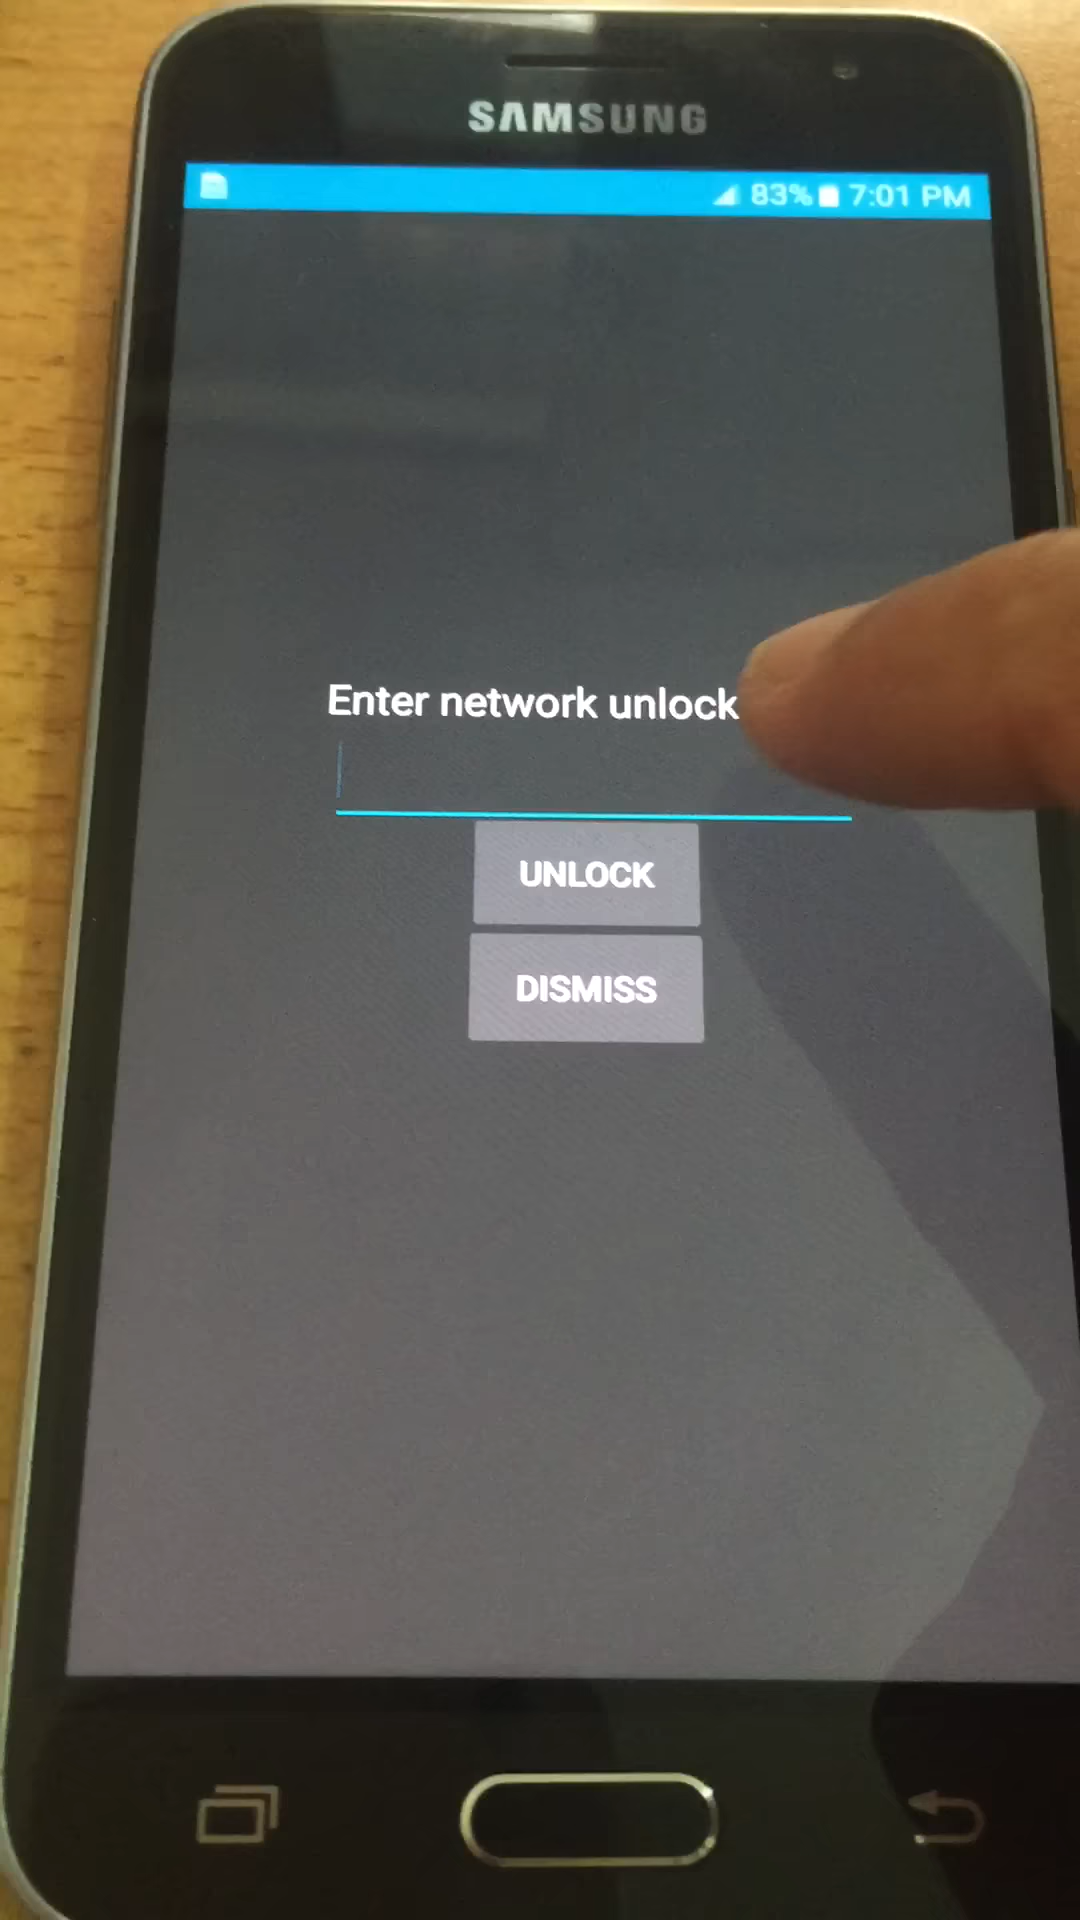 SAMSUNG
83% 7:01 PM
Enter network unlock
UNLOCK
DISMISS